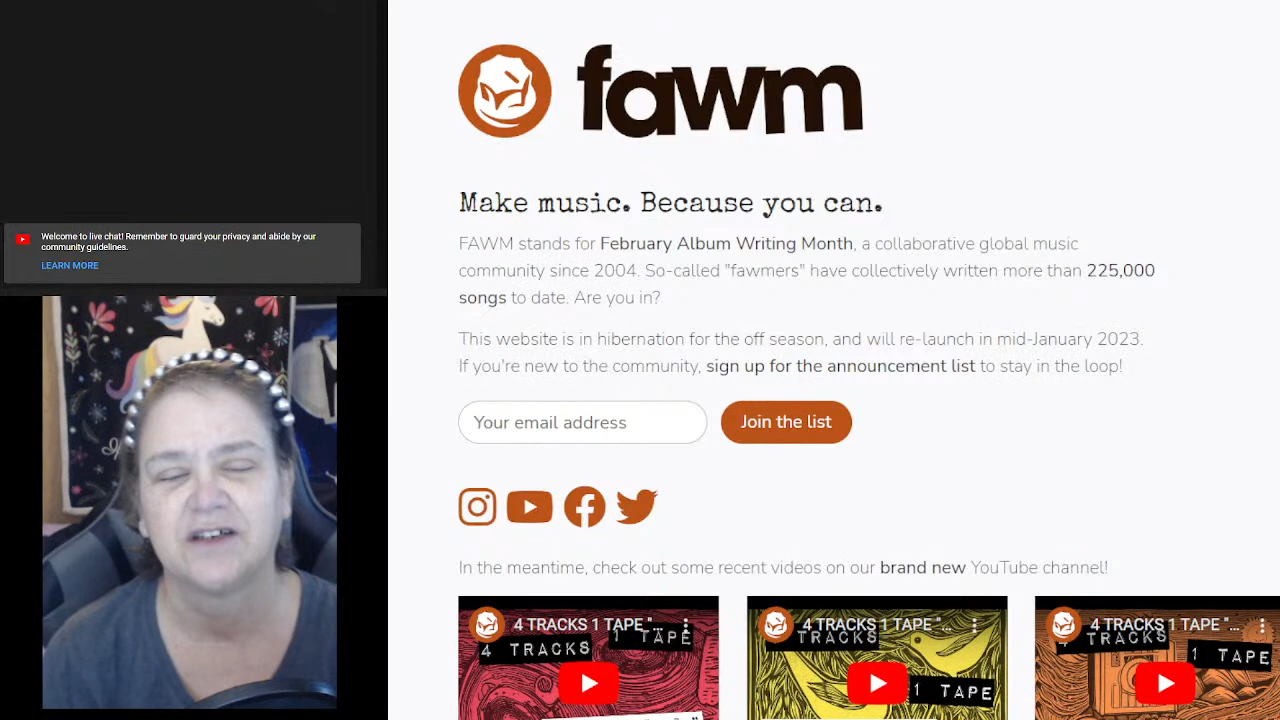 Welcome to live chat! Remember to guard your privacy and abide by our
community guidelines.
LEARN MORE
fawm
Make music. Because you can.
FAWM stands for February Album Writing Month, a collaborative global music
community since 2004. So-called "fawmers" have collectively written more than 225,000
songs to date. Are you in?
This website is in hibernation for the off season, and will re-launch in mid-January 2023.
If you're new to the community, sign up for the announcement list to stay in the loop!
Your email address
Join the list
In the meantime, check out some recent videos on our brand new YouTube channel!
4 TRACKS 1 TAPE "...
4 TRACKS
1 TAPE
4 TRACKS 1 TAPE "...
TRACKS
1 TAPE
4 TRACKS 1 TAPE "...
4 TRACKS
1 TAPE